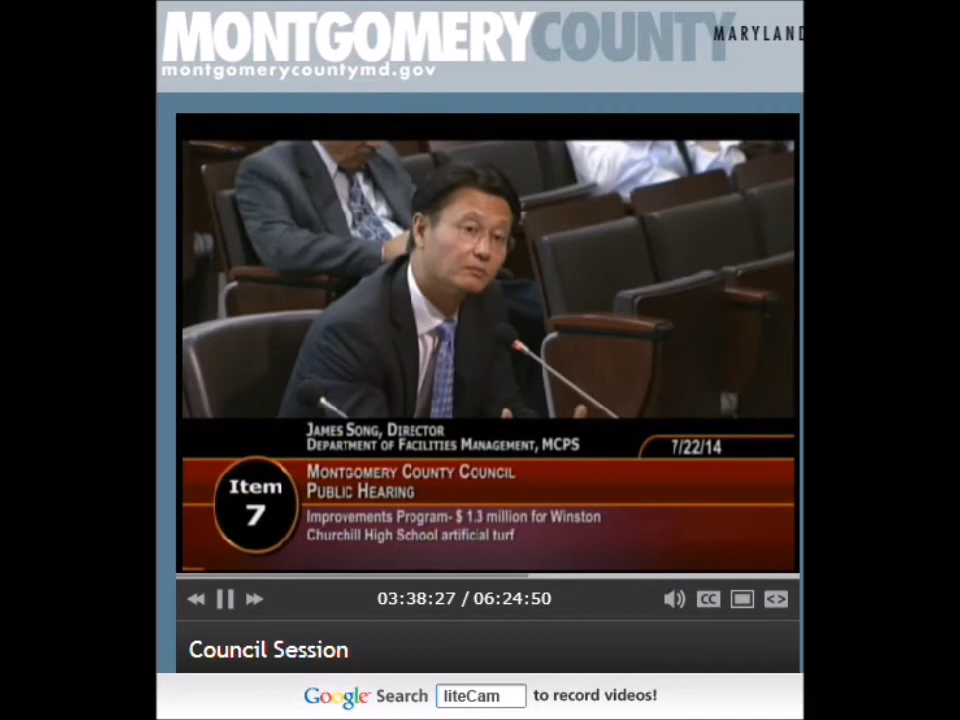 MONTGOMERYCOUNTY MARYLAND
montgomerycountymd.gov
JAMES SONG, DIRECTOR
DEPARTMENT OF FACILITIES MANAGEMENT, MCPS
7/22/14
Item
7
MONTGOMERY COUNTY COUNCIL
PUBLIC HEARING
Improvements Program- $ 1.3 million for Winston
Churchill High School artificial turf
03:38:27 / 06:24:50
CC
<>
Council Session
Google Search liteCam to record videos!